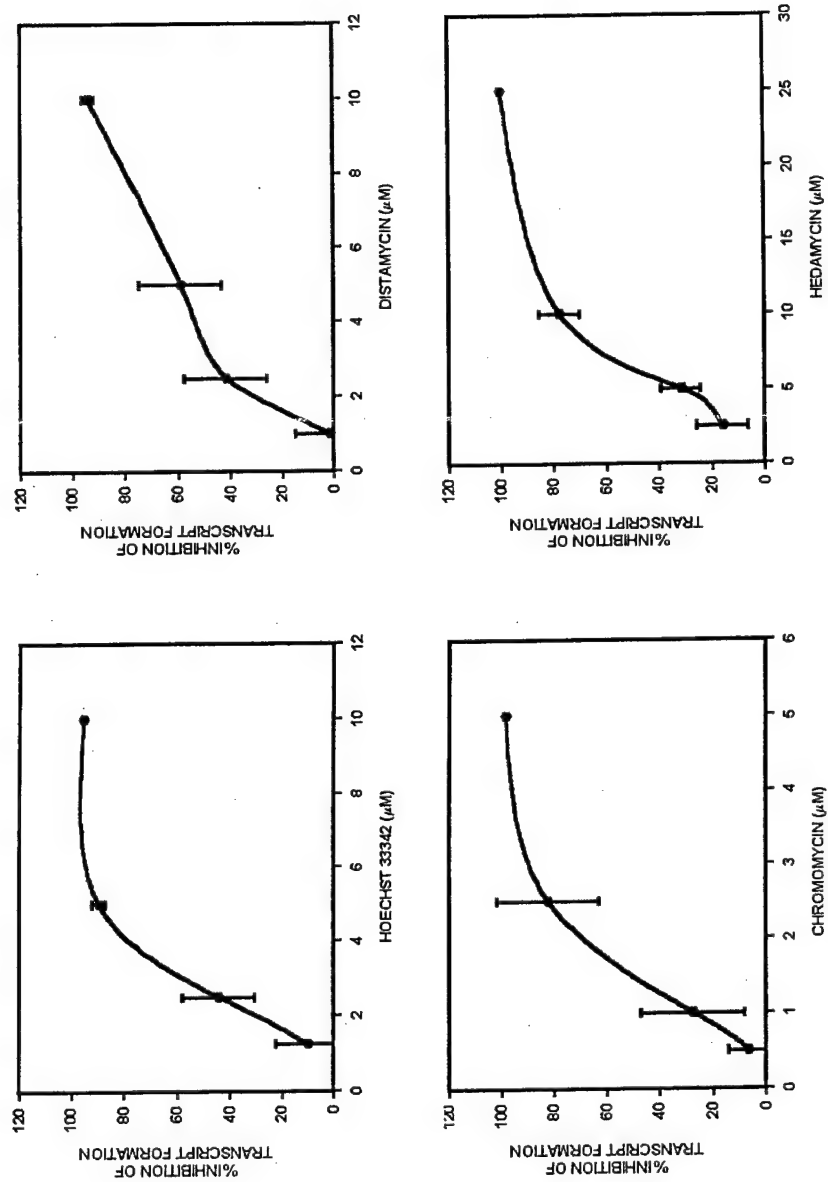 %INHIBITION OF
TRANSCRIPT FORMATION
120
100
80
60
40
20
0
0 2 4 6 8 10 12
HOECHST 33342 (μM)
%INHIBITION OF
TRANSCRIPT FORMATION
120
100
80
60
40
20
0
0 2 4 6 8 10 12
DISTAMYCIN (μM)
%INHIBITION OF
TRANSCRIPT FORMATION
120
100
80
60
40
20
0
0 1 2 3 4 5 6
CHROMOMYCIN (μM)
%INHIBITION OF
TRANSCRIPT FORMATION
120
100
80
60
40
20
0
0 5 10 15 20 25 30
HEDAMYCIN (μM)